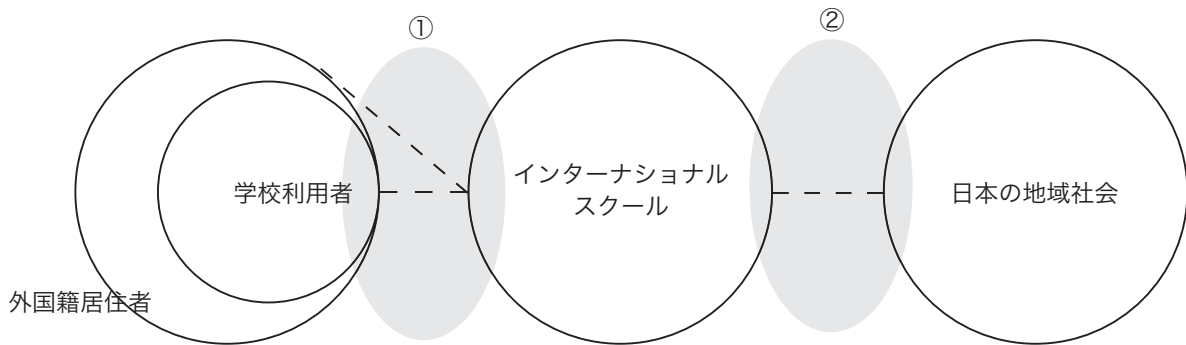 ①
②
学校利用者
インターナショナル
スクール
日本の地域社会
外国籍居住者